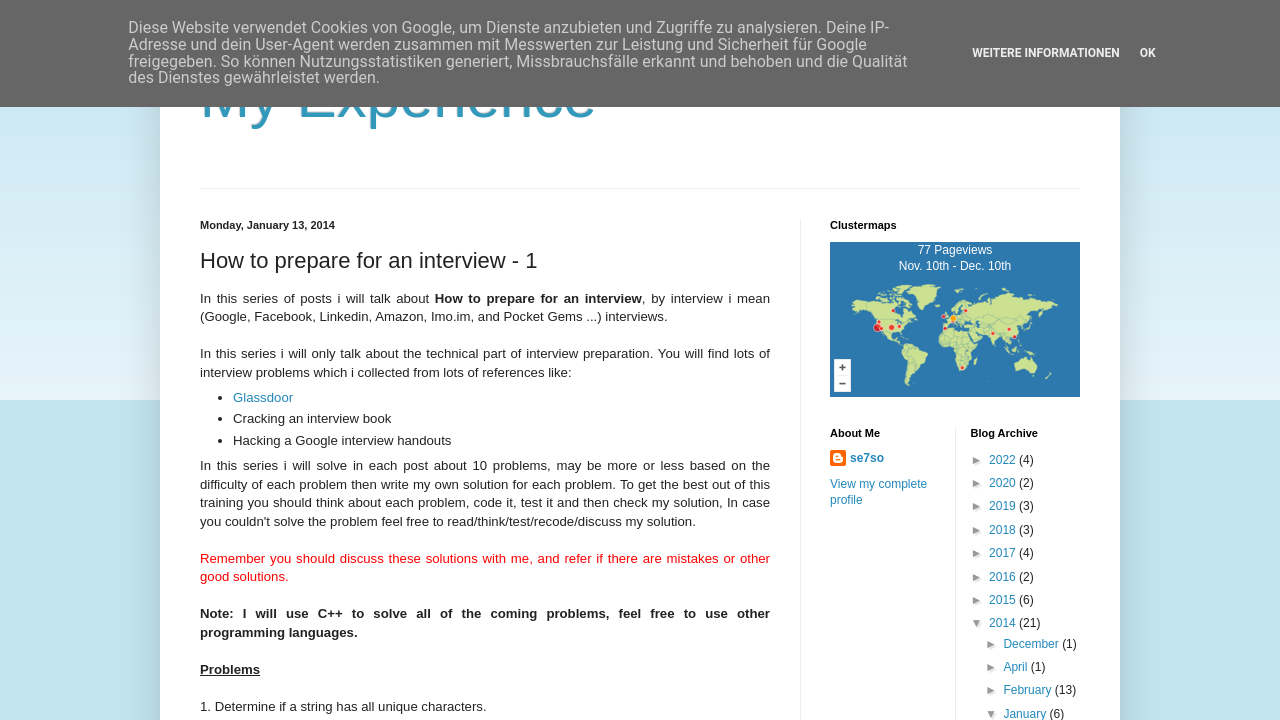 Diese Website verwendet Cookies von Google, um Dienste anzubieten und Zugriffe zu analysieren. Deine IP-
Adresse und dein User-Agent werden zusammen mit Messwerten zur Leistung und Sicherheit für Google
freigegeben. So können Nutzungsstatistiken generiert, Missbrauchsfälle erkannt und behoben und die Qualität
des Dienstes gewährleistet werden.
WEITERE INFORMATIONEN
OK
My Experience
Monday, January 13, 2014
How to prepare for an interview - 1
In this series of posts i will talk about How to prepare for an interview, by interview i mean
(Google, Facebook, Linkedin, Amazon, Imo.im, and Pocket Gems ...) interviews.
In this series i will only talk about the technical part of interview preparation. You will find lots of
interview problems which i collected from lots of references like:
Glassdoor
Cracking an interview book
Hacking a Google interview handouts
In this series i will solve in each post about 10 problems, may be more or less based on the
difficulty of each problem then write my own solution for each problem. To get the best out of this
training you should think about each problem, code it, test it and then check my solution, In case
you couldn't solve the problem feel free to read/think/test/recode/discuss my solution.
Remember you should discuss these solutions with me, and refer if there are mistakes or other
good solutions.
Note: I will use C++ to solve all of the coming problems, feel free to use other
programming languages.
Problems
1. Determine if a string has all unique characters.
Clustermaps
77 Pageviews
Nov. 10th - Dec. 10th
+
−
About Me
se7so
View my complete
profile
Blog Archive
► 2022 (4)
► 2020 (2)
► 2019 (3)
► 2018 (3)
► 2017 (4)
► 2016 (2)
► 2015 (6)
▼ 2014 (21)
► December (1)
► April (1)
► February (13)
▼ January (6)